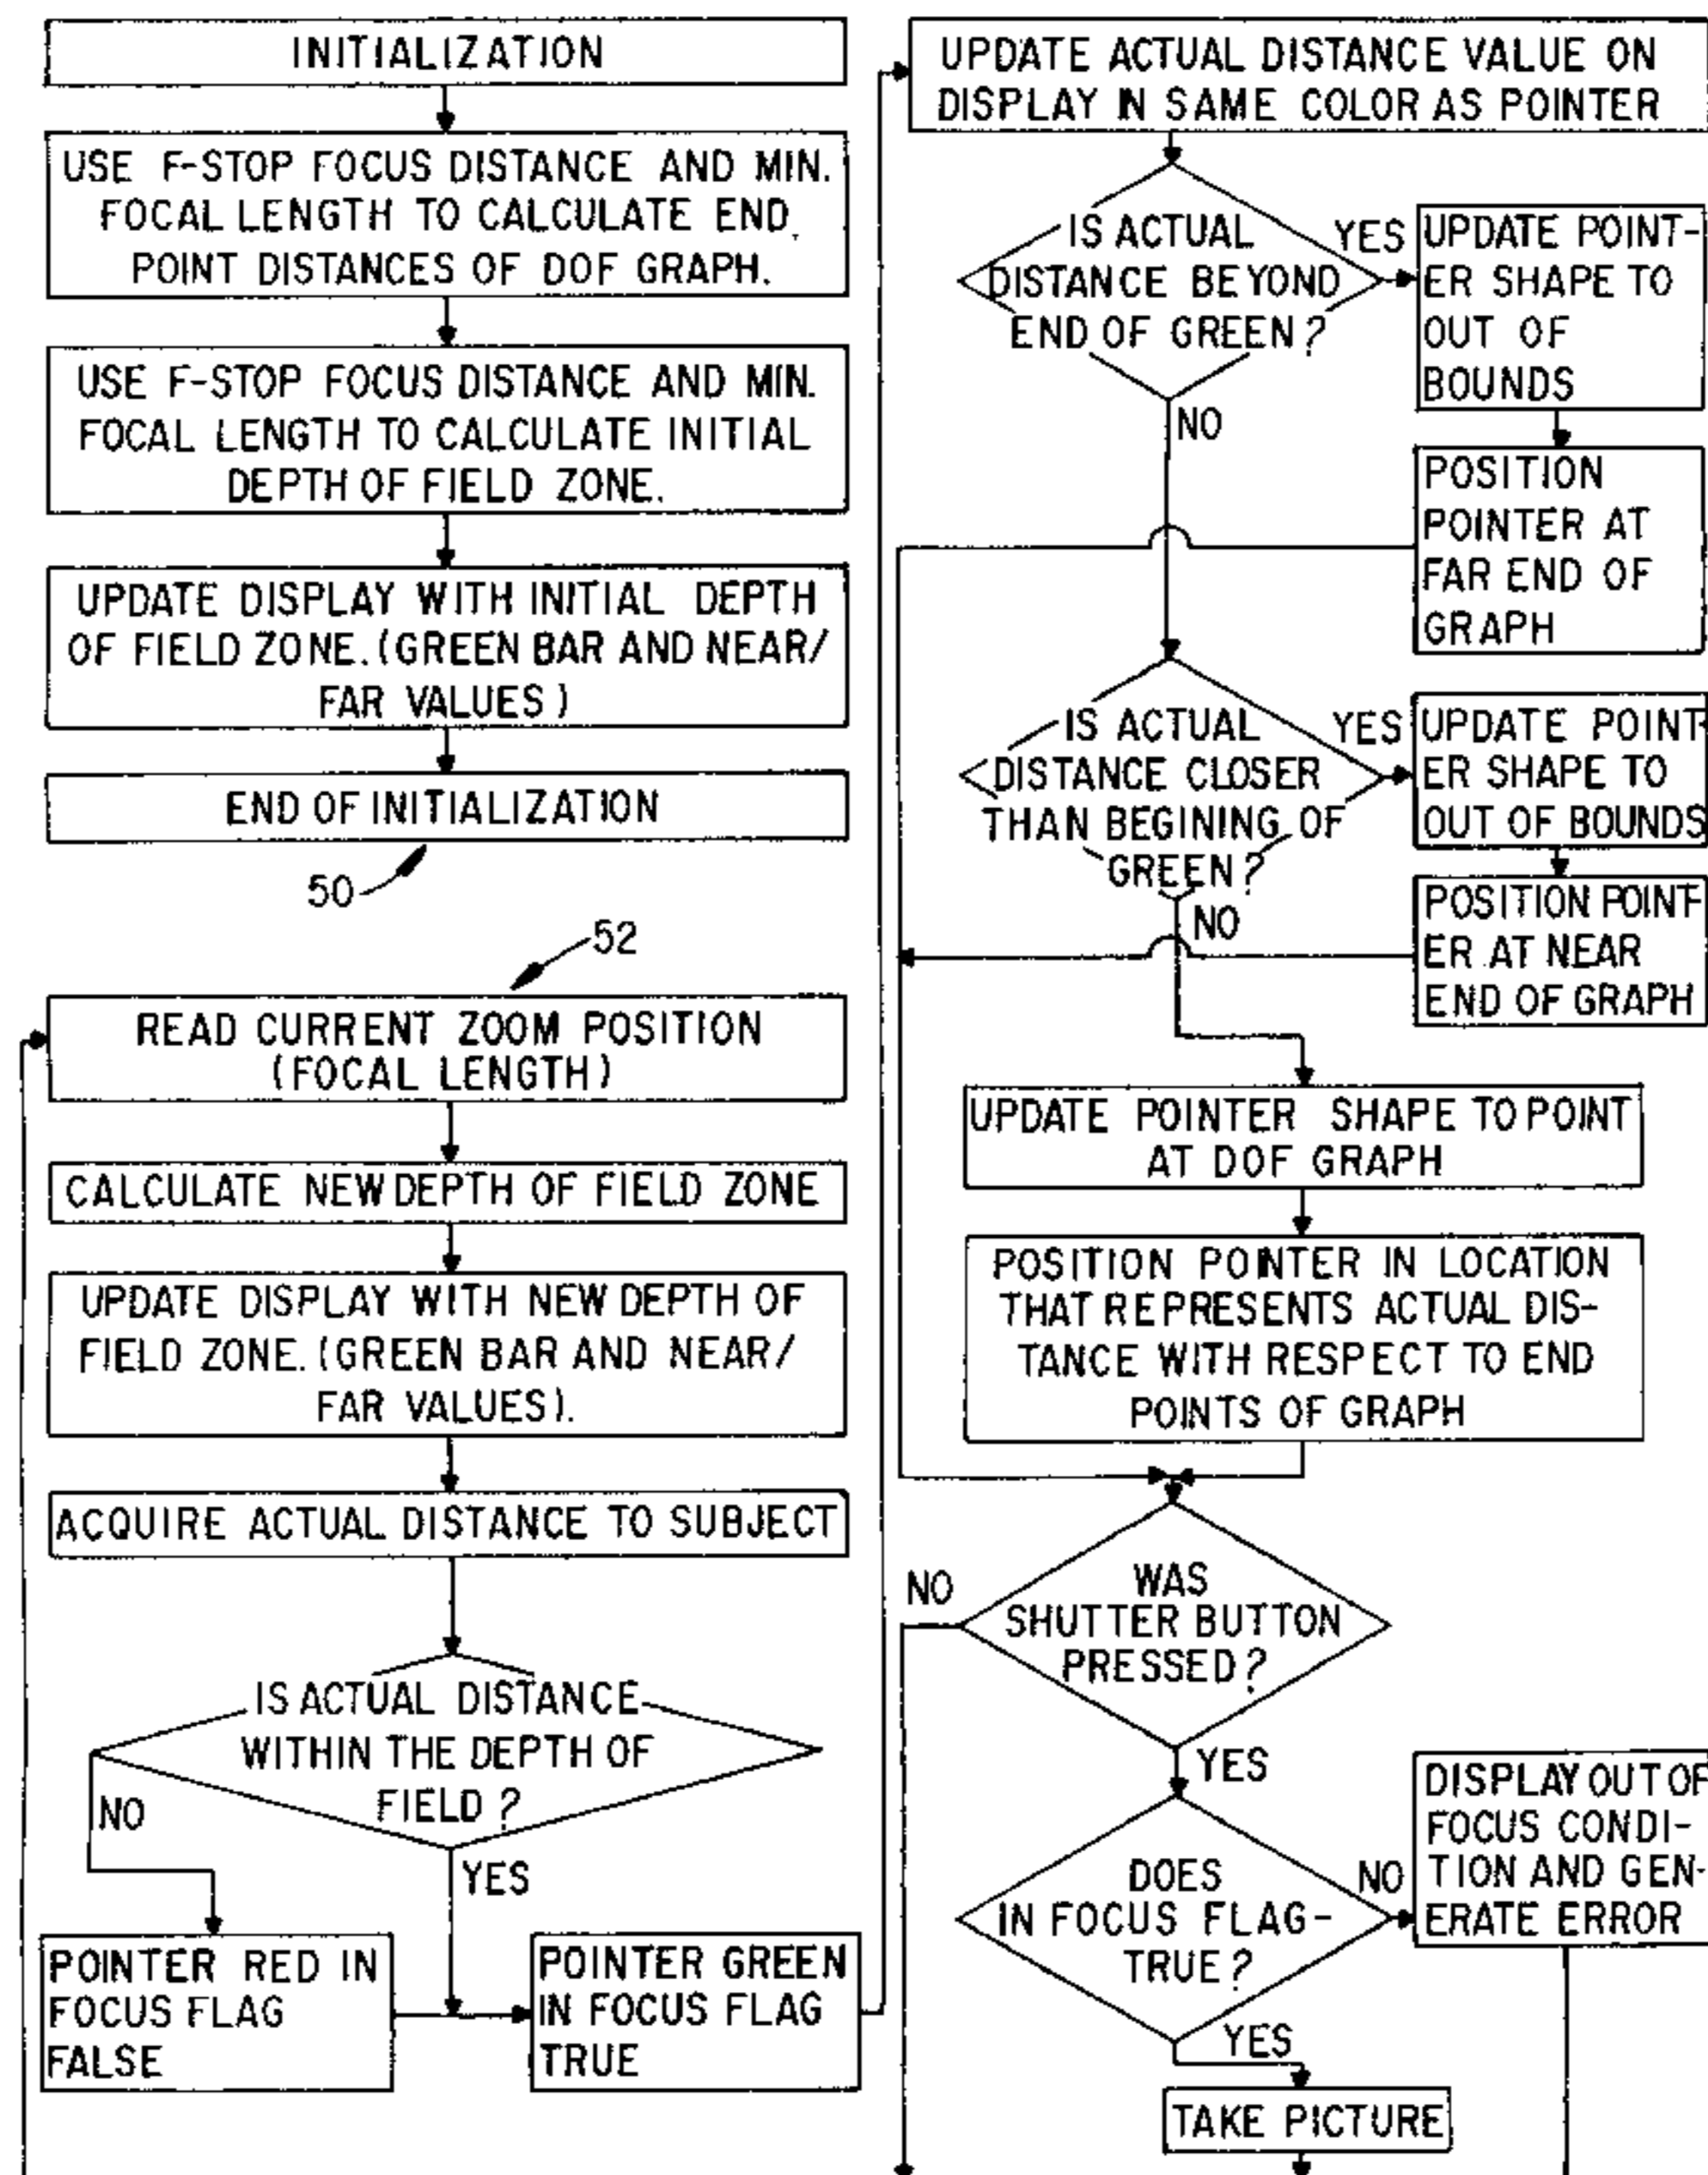 INITIALIZATION
USE F-STOP FOCUS DISTANCE AND MIN.
FOCAL LENGTH TO CALCULATE END
POINT DISTANCES OF DOF GRAPH.
USE F-STOP FOCUS DISTANCE AND MIN.
FOCAL LENGTH TO CALCULATE INITIAL
DEPTH OF FIELD ZONE.
UPDATE DISPLAY WITH INITIAL DEPTH
OF FIELD ZONE. (GREEN BAR AND NEAR/
FAR VALUES)
END OF INITIALIZATION
50
52
READ CURRENT ZOOM POSITION
(FOCAL LENGTH)
CALCULATE NEW DEPTH OF FIELD ZONE
UPDATE DISPLAY WITH NEW DEPTH OF
FIELD ZONE. (GREEN BAR AND NEAR/
FAR VALUES).
ACQUIRE ACTUAL DISTANCE TO SUBJECT
IS ACTUAL DISTANCE
WITHIN THE DEPTH OF
FIELD ?
NO
YES
POINTER RED IN
FOCUS FLAG
FALSE
POINTER GREEN
IN FOCUS FLAG
TRUE
UPDATE ACTUAL DISTANCE VALUE ON
DISPLAY IN SAME COLOR AS POINTER
IS ACTUAL
DISTANCE BEYOND
END OF GREEN ?
YES
NO
UPDATE POINT-
ER SHAPE TO
OUT OF
BOUNDS
POSITION
POINTER AT
FAR END OF
GRAPH
IS ACTUAL
DISTANCE CLOSER
THAN BEGINING OF
GREEN ?
YES
NO
UPDATE POINT-
ER SHAPE TO
OUT OF BOUNDS
POSITION POINT-
ER AT NEAR
END OF GRAPH
UPDATE POINTER SHAPE TO POINT
AT DOF GRAPH
POSITION POINTER IN LOCATION
THAT REPRESENTS ACTUAL DIS-
TANCE WITH RESPECT TO END
POINTS OF GRAPH
WAS
SHUTTER BUTTON
PRESSED ?
NO
YES
DOES
IN FOCUS FLAG-
TRUE ?
NO
YES
DISPLAY OUT OF
FOCUS CONDI-
TION AND GEN-
ERATE ERROR
TAKE PICTURE